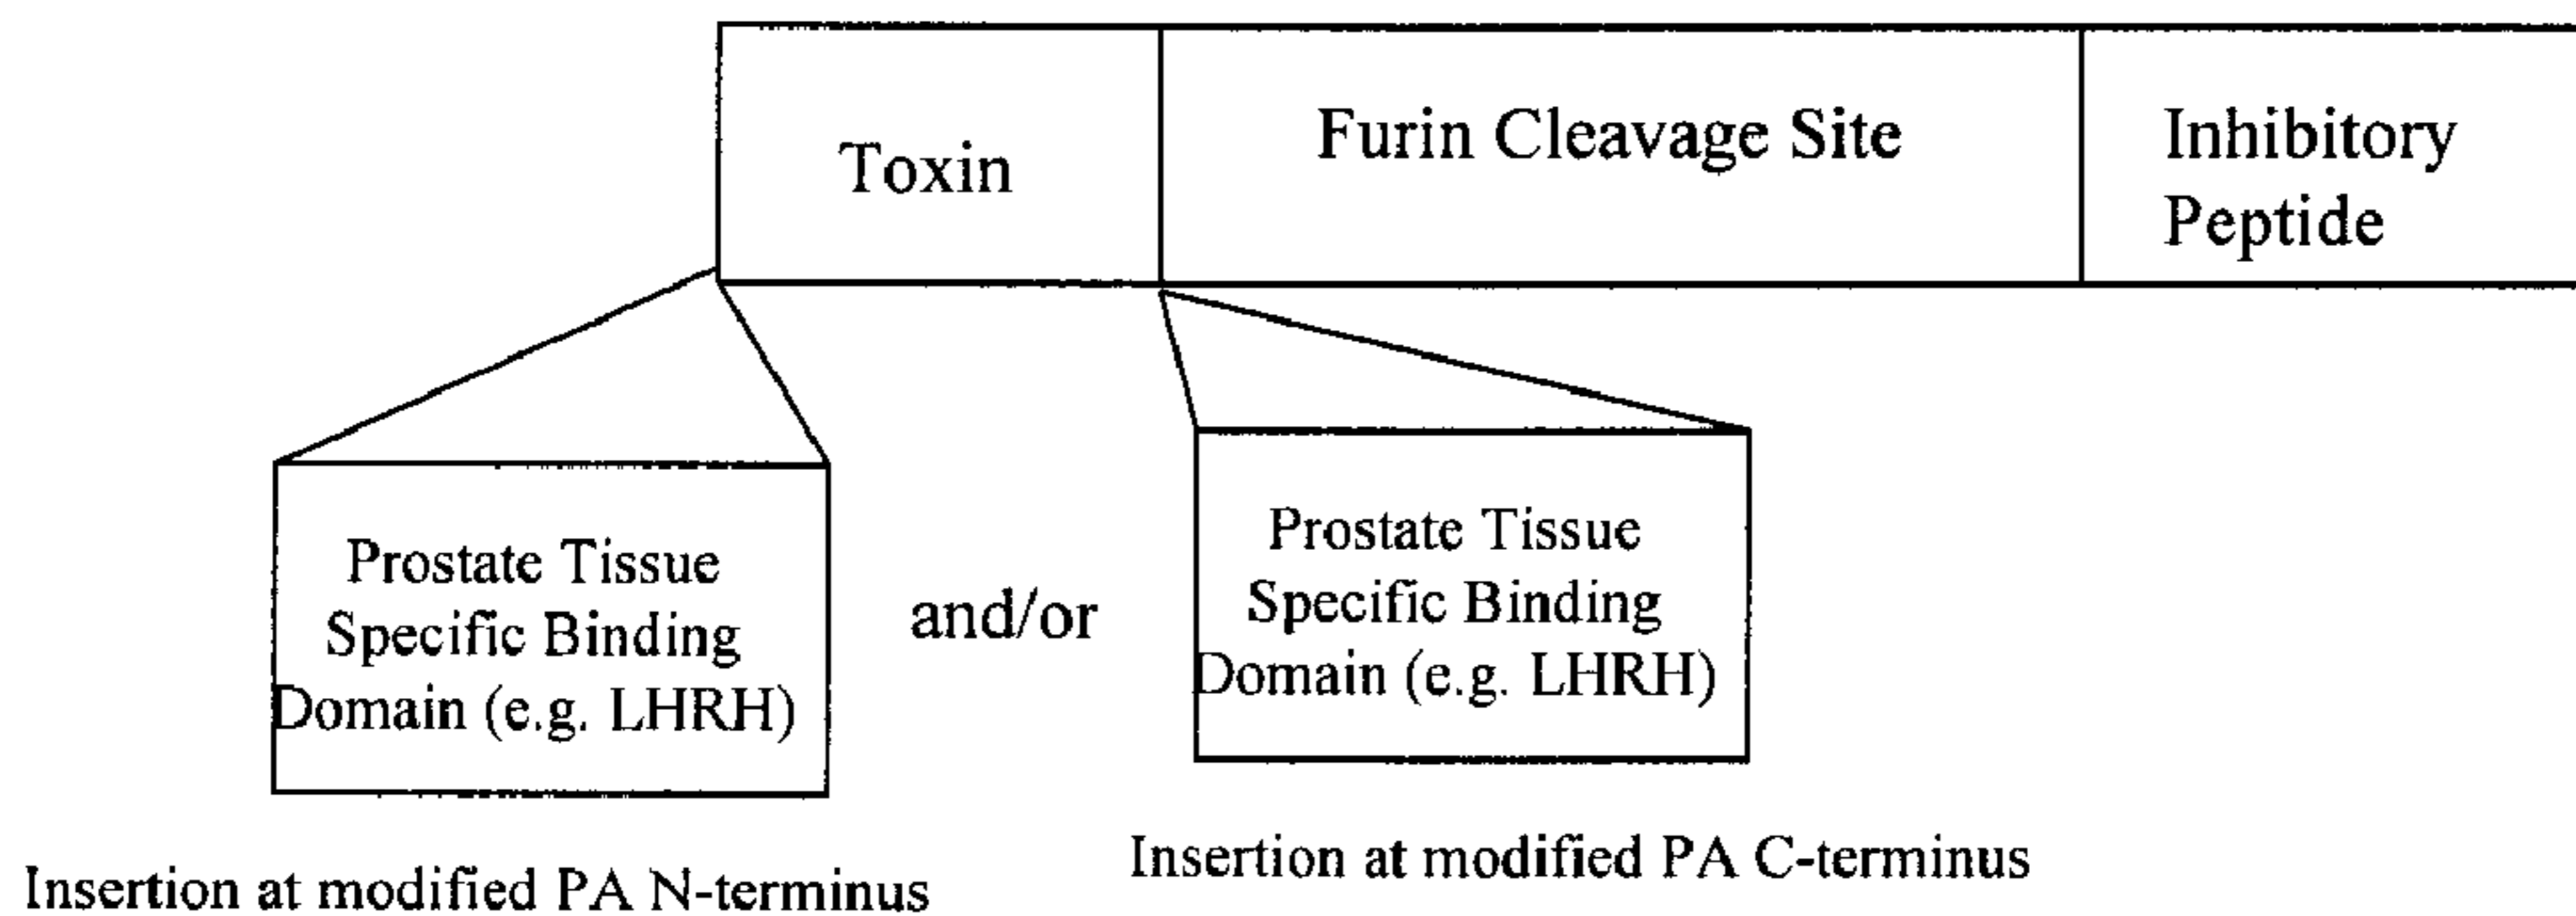 Toxin
Furin Cleavage Site
Inhibitory
Peptide
Prostate Tissue
Specific Binding
Domain (e.g. LHRH)
and/or
Prostate Tissue
Specific Binding
Domain (e.g. LHRH)
Insertion at modified PA N-terminus
Insertion at modified PA C-terminus